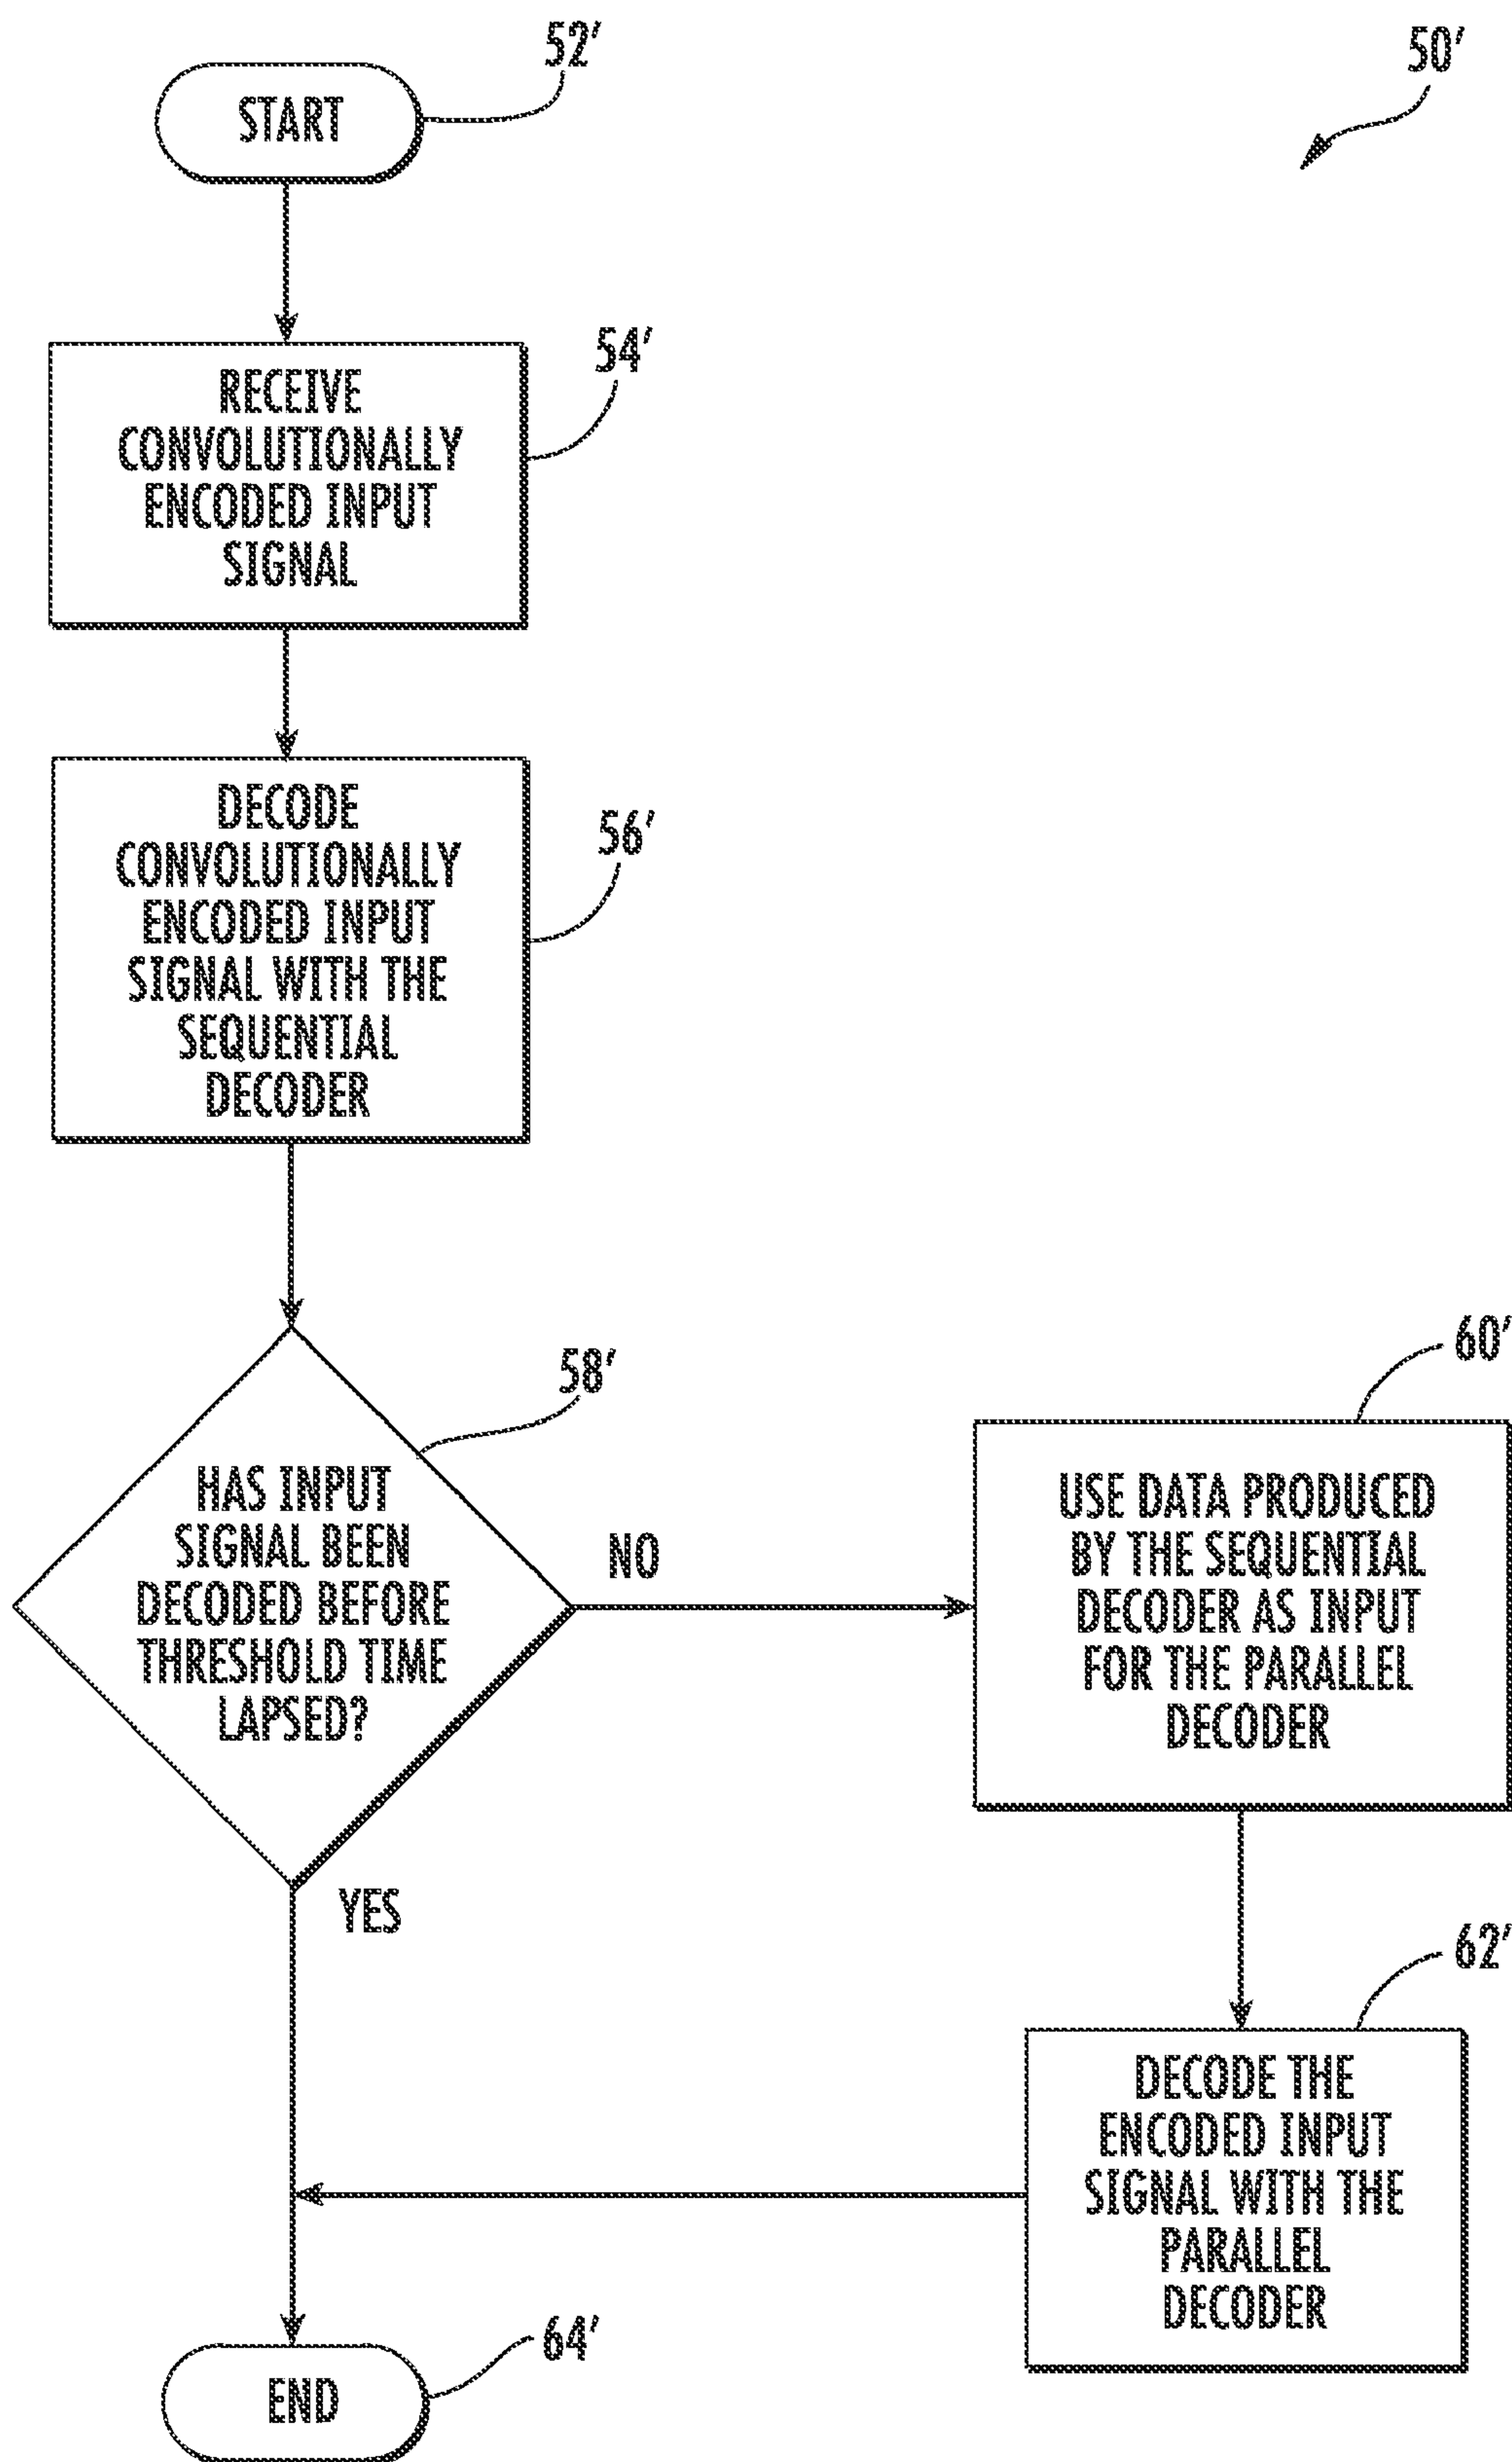 52′
50′
START
54′
RECEIVE
CONVOLUTIONALLY
ENCODED INPUT
SIGNAL
56′
DECODE
CONVOLUTIONALLY
ENCODED INPUT
SIGNAL WITH THE
SEQUENTIAL
DECODER
58′
HAS INPUT
SIGNAL BEEN
DECODED BEFORE
THRESHOLD TIME
LAPSED?
NO
YES
60′
USE DATA PRODUCED
BY THE SEQUENTIAL
DECODER AS INPUT
FOR THE PARALLEL
DECODER
62′
DECODE THE
ENCODED INPUT
SIGNAL WITH THE
PARALLEL
DECODER
64′
END